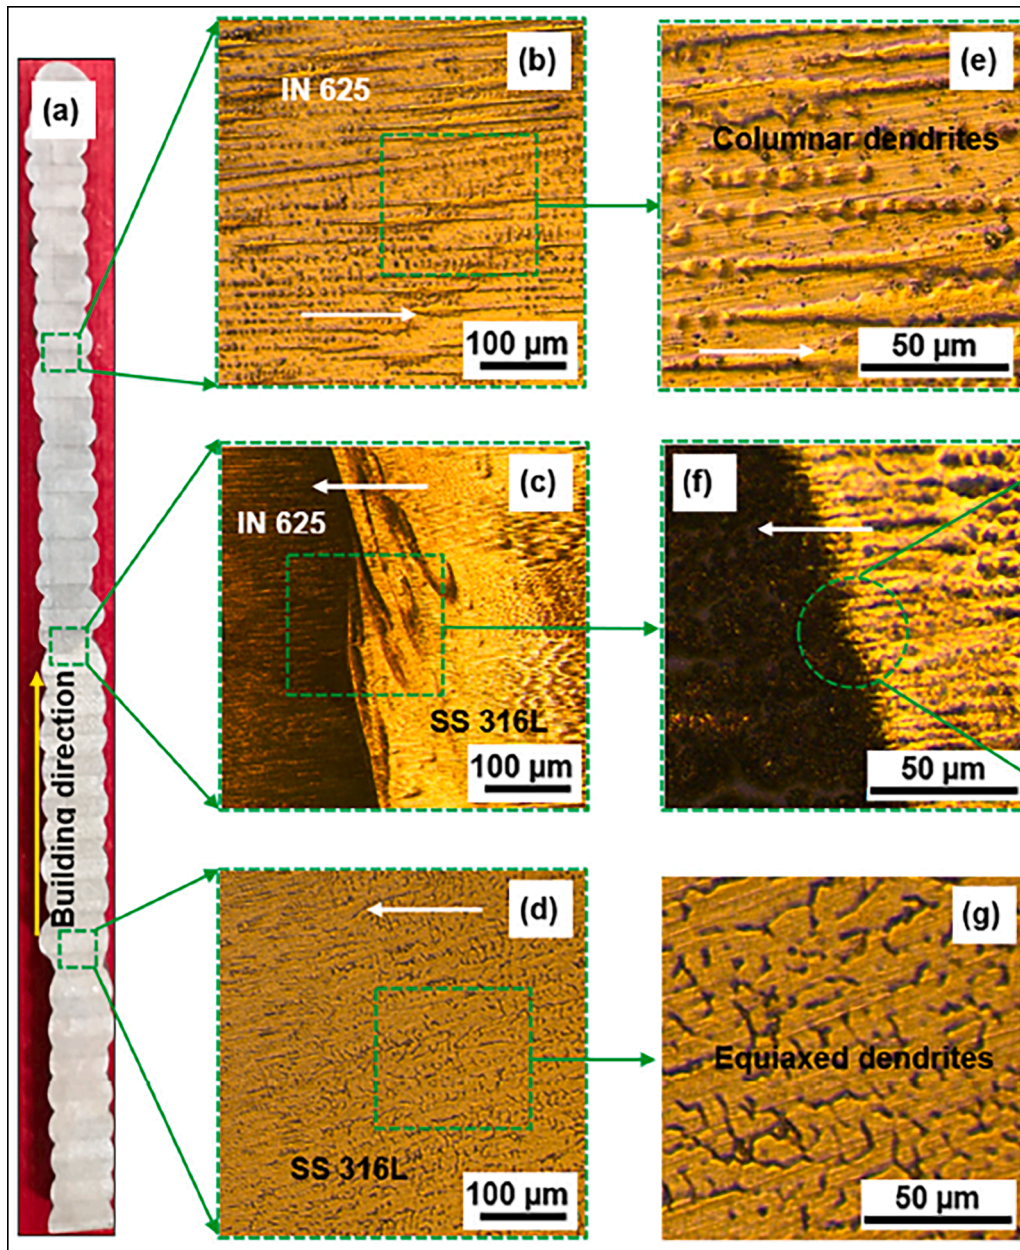 (a)
Building direction
(b)
IN 625
100 µm
(e)
Columnar dendrites
50 µm
(c)
IN 625
SS 316L
100 µm
(f)
50 µm
(d)
SS 316L
100 µm
(g)
Equiaxed dendrites
50 µm